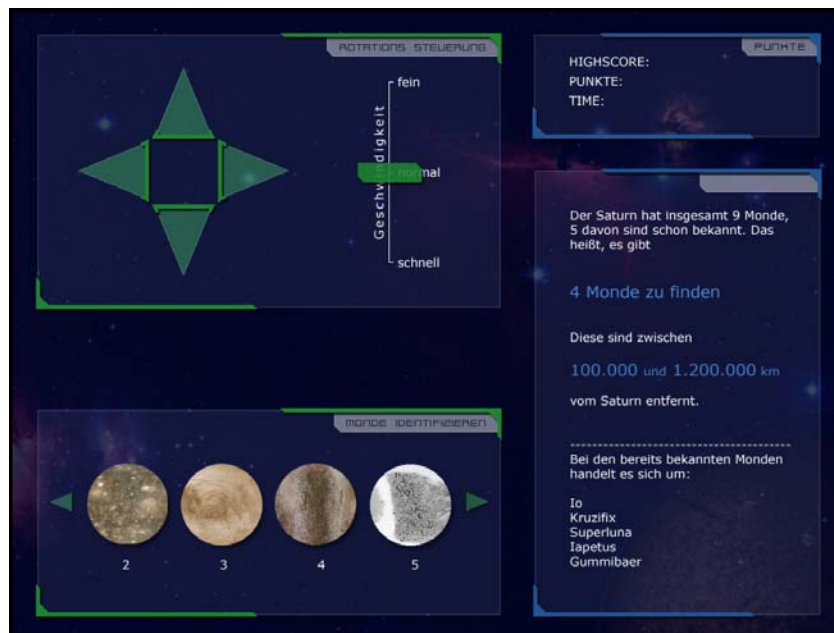 ROTATIONS STEUERUNG
fein
normal
schnell
Geschwindigkeit
PUNKTE
HIGHSCORE:
PUNKTE:
TIME:
Der Saturn hat insgesamt 9 Monde,
5 davon sind schon bekannt. Das
heißt, es gibt
4 Monde zu finden
Diese sind zwischen
100.000 und 1.200.000 km
vom Saturn entfernt.
----------------------------------------
Bei den bereits bekannten Monden
handelt es sich um:
Io
Kruzifix
Superluna
Iapetus
Gummibaer
MONDE IDENTIFIZIEREN
2 3 4 5